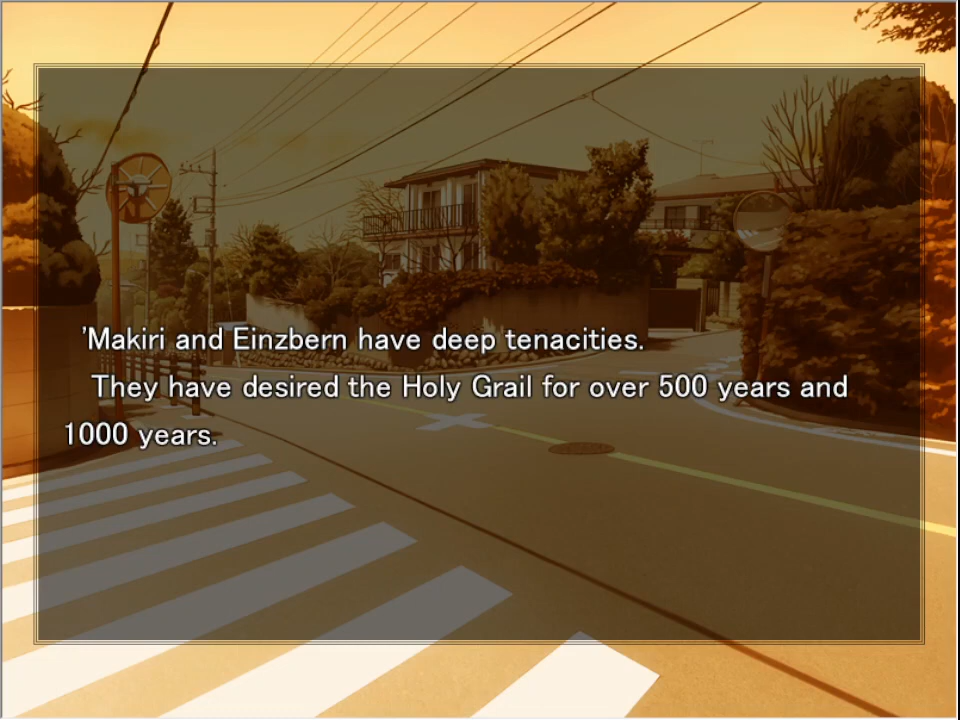 'Makiri and Einzbern have deep tenacities.
They have desired the Holy Grail for over 500 years and
1000 years.